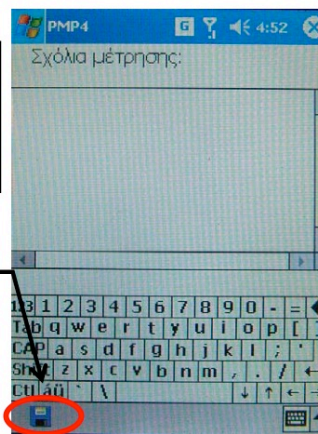 PMP4 G 4:52
Σχόλια μέτρησης:
123 1 2 3 4 5 6 7 8 9 0 - =
Tab q w e r t y u i o p [ ]
CAP a s d f g h j k l ; '
Shift z x c v b n m , . /
Ctl áü ` \ ↓ ↑ ← →